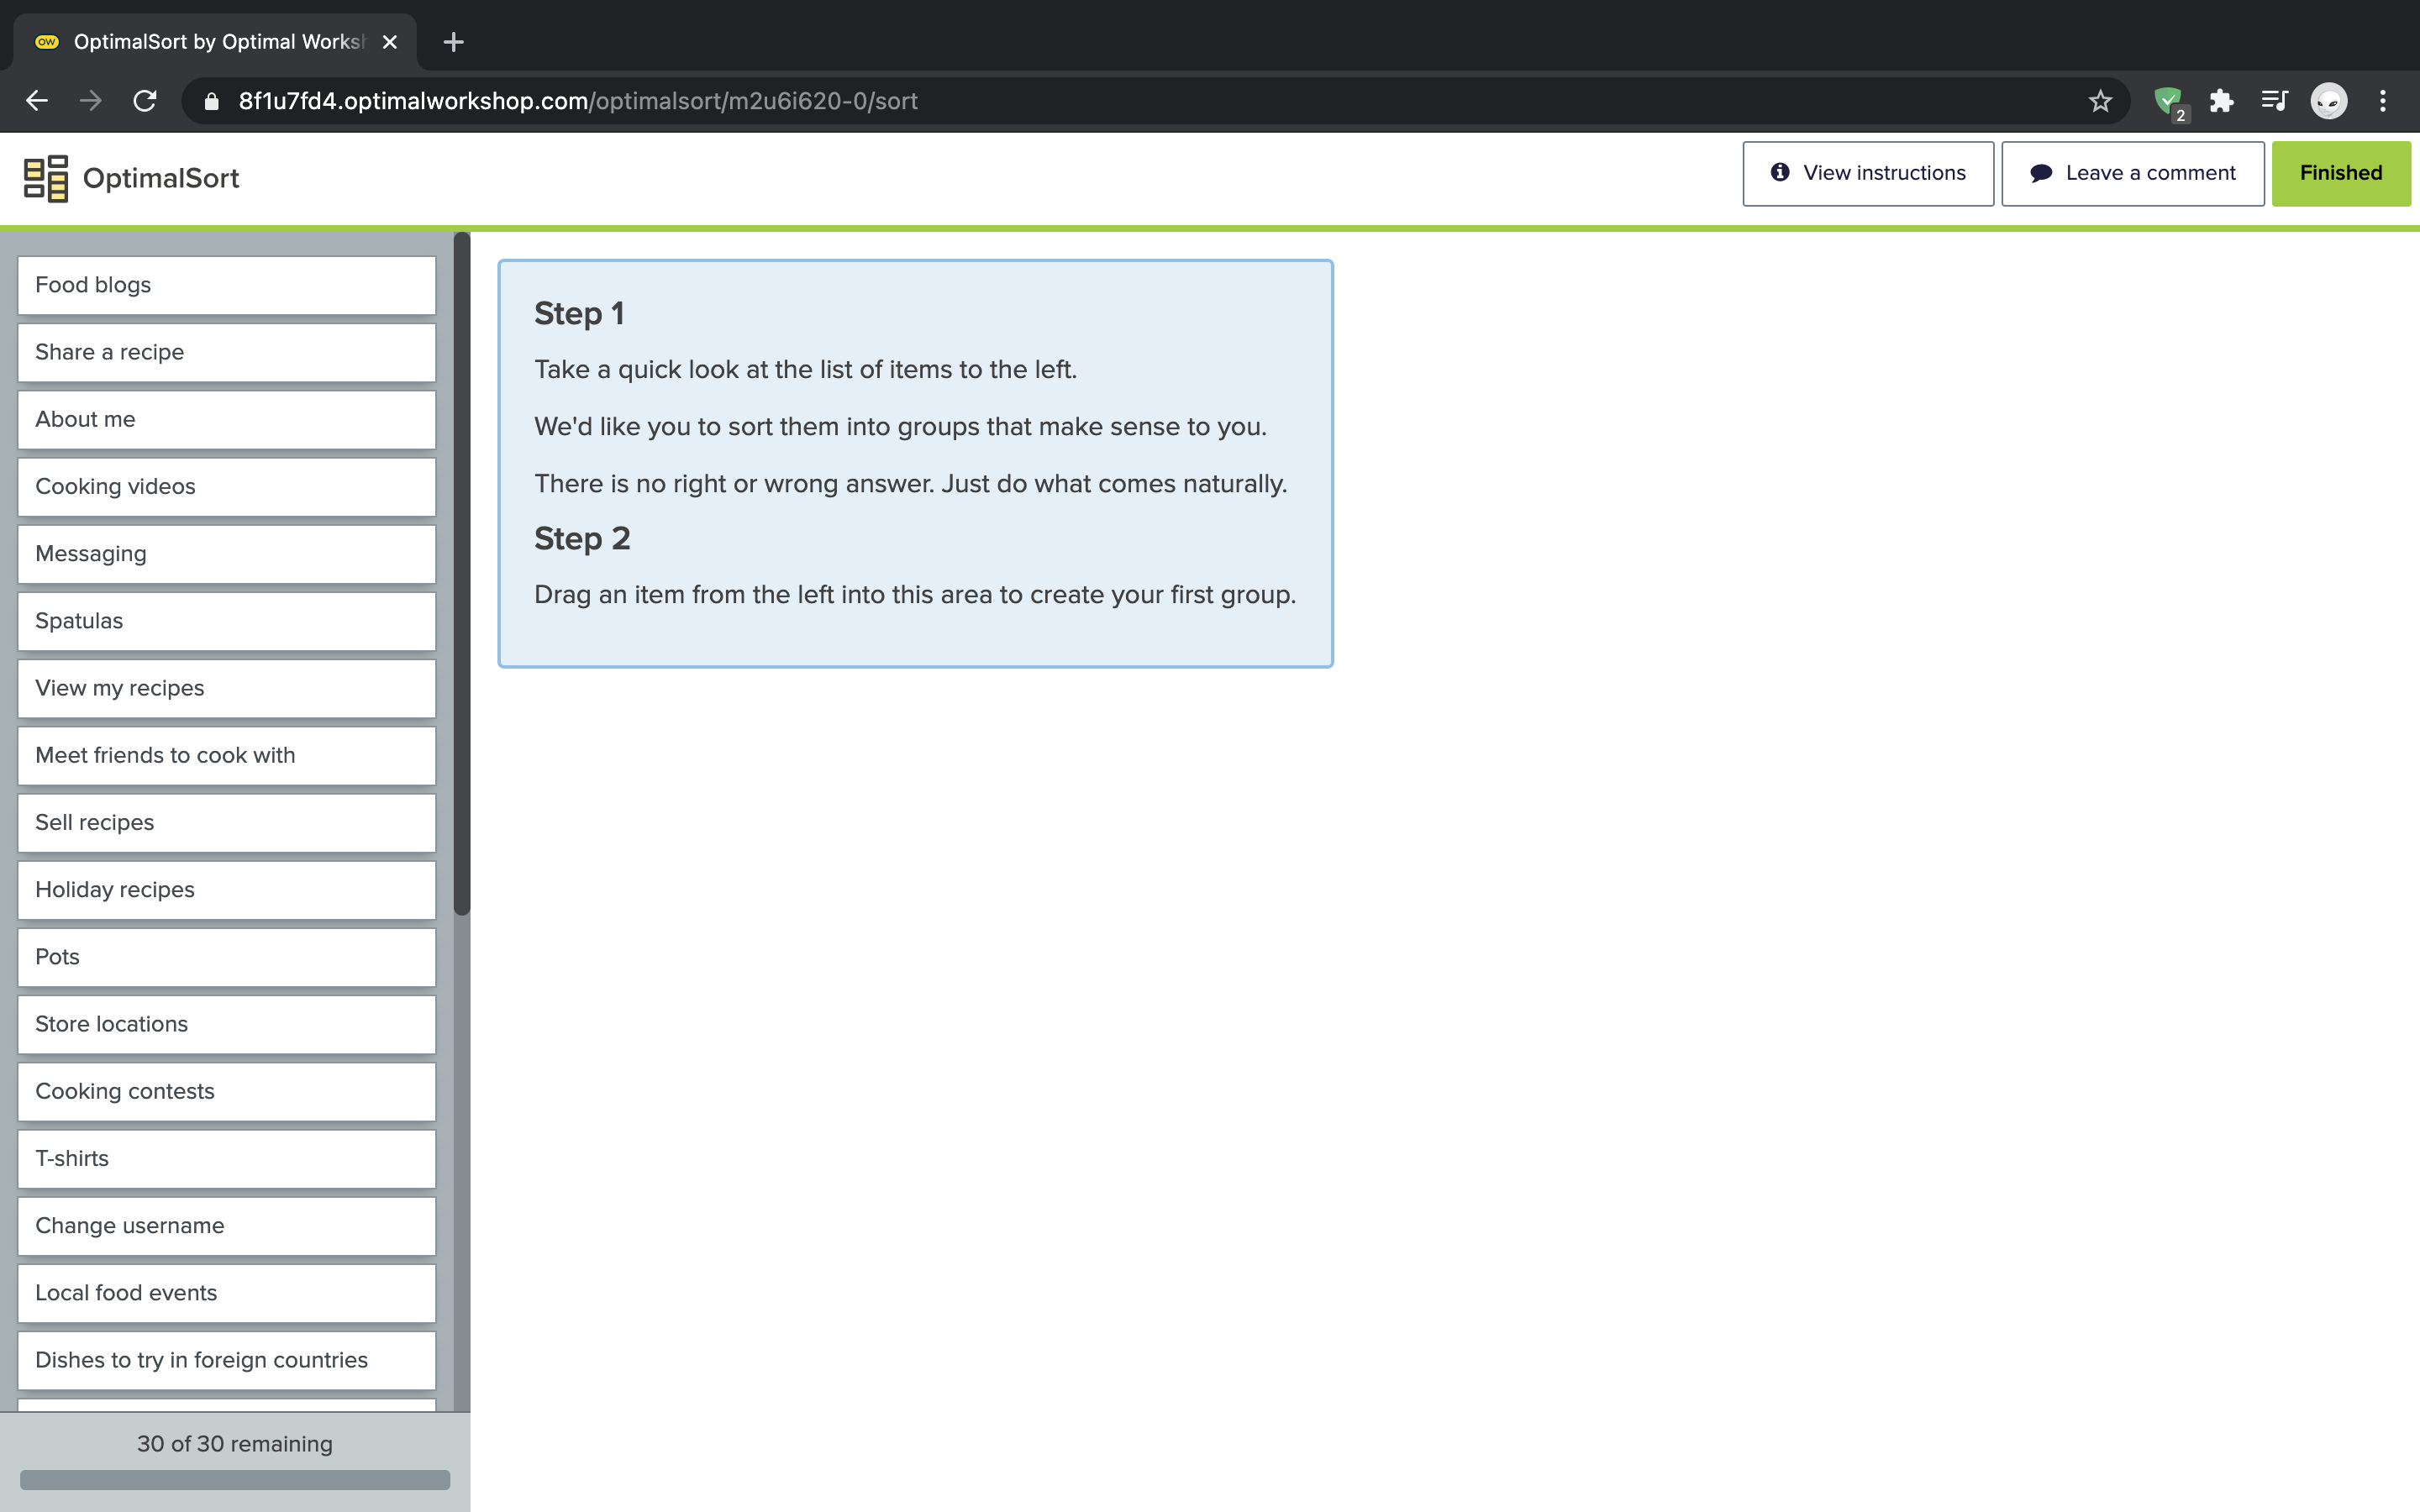 OW OptimalSort by Optimal Worksh
8f1u7fd4.optimalworkshop.com/optimalsort/m2u6i620-0/sort
2
OptimalSort
View instructions
Leave a comment
Finished
Food blogs
Share a recipe
About me
Cooking videos
Messaging
Spatulas
View my recipes
Meet friends to cook with
Sell recipes
Holiday recipes
Pots
Store locations
Cooking contests
T-shirts
Change username
Local food events
Dishes to try in foreign countries
30 of 30 remaining
Step 1
Take a quick look at the list of items to the left.
We'd like you to sort them into groups that make sense to you.
There is no right or wrong answer. Just do what comes naturally.
Step 2
Drag an item from the left into this area to create your first group.